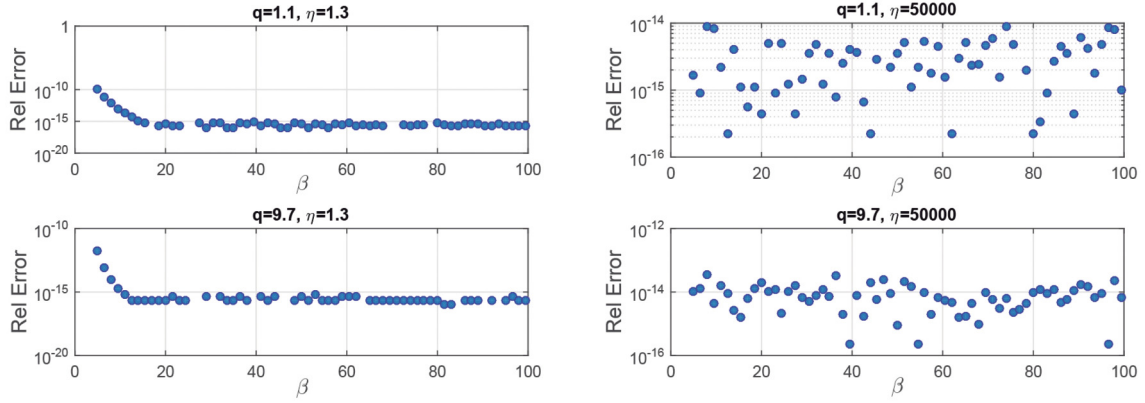 q=1.1, η=1.3
Rel Error
1
10^-10
10^-15
10^-20
0 20 40 60 80 100
β
q=1.1, η=50000
Rel Error
10^-14
10^-15
10^-16
0 20 40 60 80 100
β
q=9.7, η=1.3
Rel Error
10^-10
10^-15
10^-20
0 20 40 60 80 100
β
q=9.7, η=50000
Rel Error
10^-12
10^-14
10^-16
0 20 40 60 80 100
β